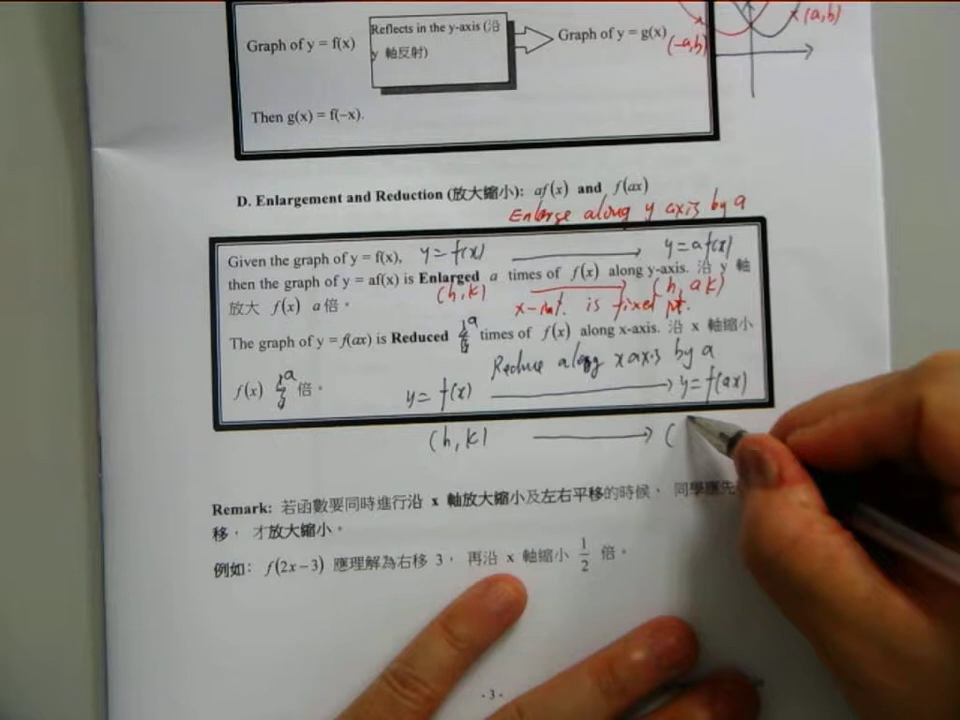 Graph of y = f(x)
Reflects in the y-axis (沿
y 軸反射)
Graph of y = g(x)
(a,b)
(-a,b)
Then g(x) = f(−x).
D. Enlargement and Reduction (放大縮小): af(x) and f(ax)
Enlarge along y axis by a
Given the graph of y = f(x), y = f(x) → y = a f(x)
then the graph of y = af(x) is Enlarged a times of f(x) along y-axis. 沿 y 軸
放大 f(x) a倍。
(h, k) → (h, ak)
x-int. is fixed pt.
The graph of y = f(ax) is Reduced a times of f(x) along x-axis. 沿 x 軸縮小
Reduce along x axis by a
f(x) a 倍。
y = f(x) → y = f(ax)
(h, k) → (
Remark: 若函數要同時進行沿 x 軸放大縮小及左右平移的時候， 同學應先
移， 才放大縮小。
例如： f(2x − 3) 應理解為右移 3， 再沿 x 軸縮小 1/2 倍。
- 3 -